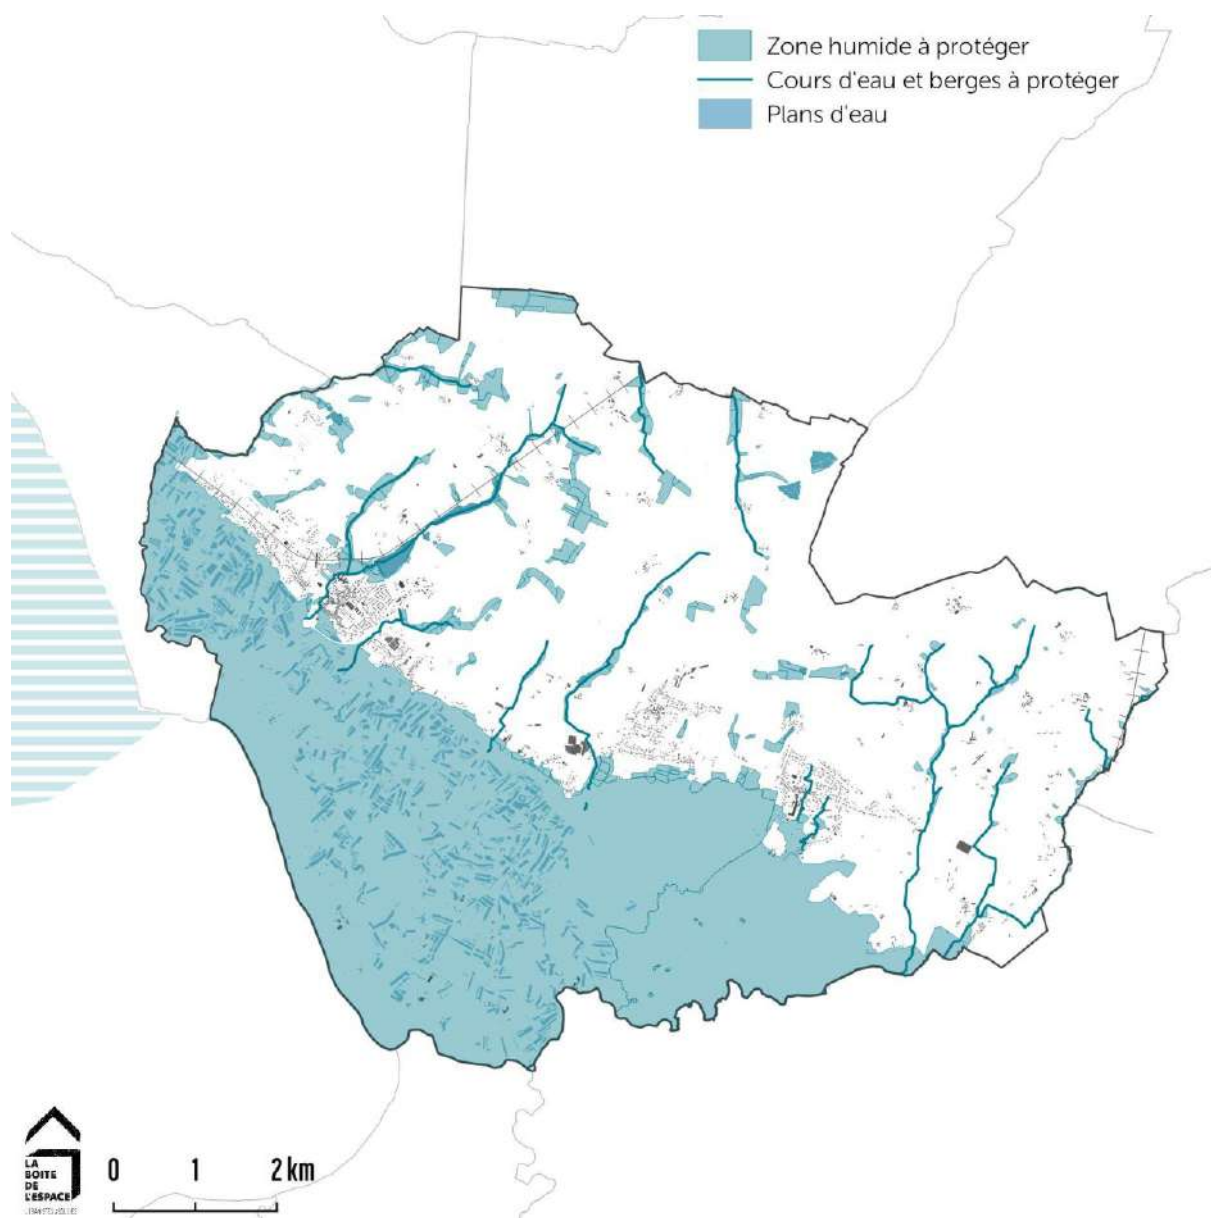 Zone humide à protéger
Cours d'eau et berges à protéger
Plans d'eau
LA
BOITE
DE
L'ESPACE
0 1 2 km